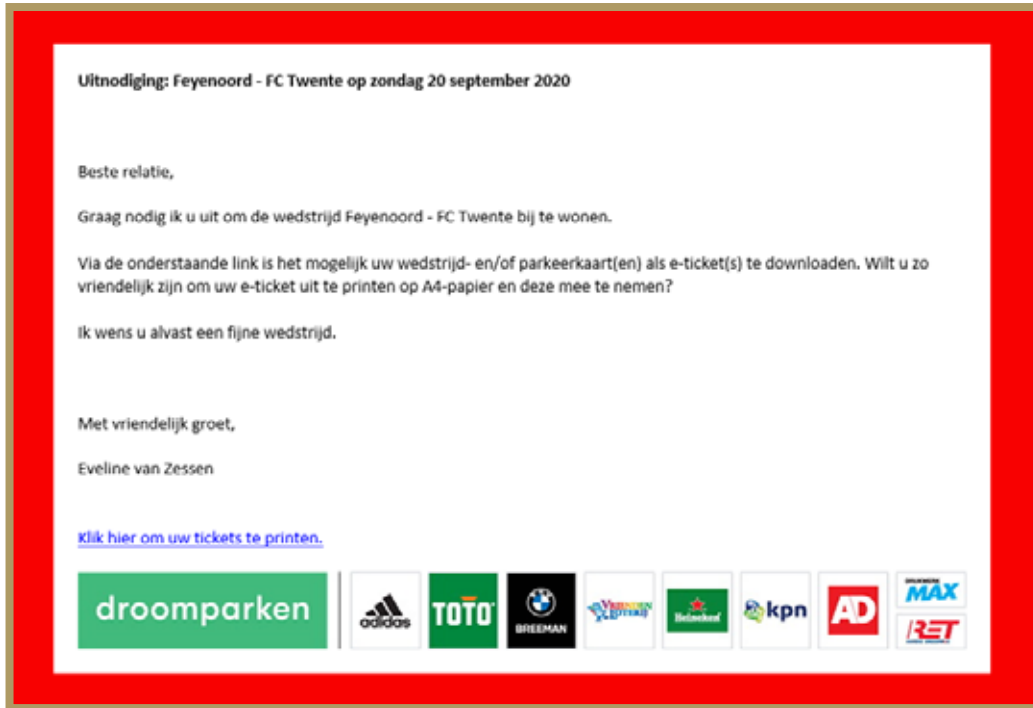 Uitnodiging: Feyenoord - FC Twente op zondag 20 september 2020
Beste relatie,
Graag nodig ik u uit om de wedstrijd Feyenoord - FC Twente bij te wonen.
Via de onderstaande link is het mogelijk uw wedstrijd- en/of parkeerkaart(en) als e-ticket(s) te downloaden. Wilt u zo
vriendelijk zijn om uw e-ticket uit te printen op A4-papier en deze mee te nemen?
Ik wens u alvast een fijne wedstrijd.
Met vriendelijk groet,
Eveline van Zessen
Klik hier om uw tickets te printen.
droomparken
adidas
TOTO
BREEMAN
VRIENDEN
LOTERIJ
Heineken
kpn
AD
DRUKWERK
MAX
RET